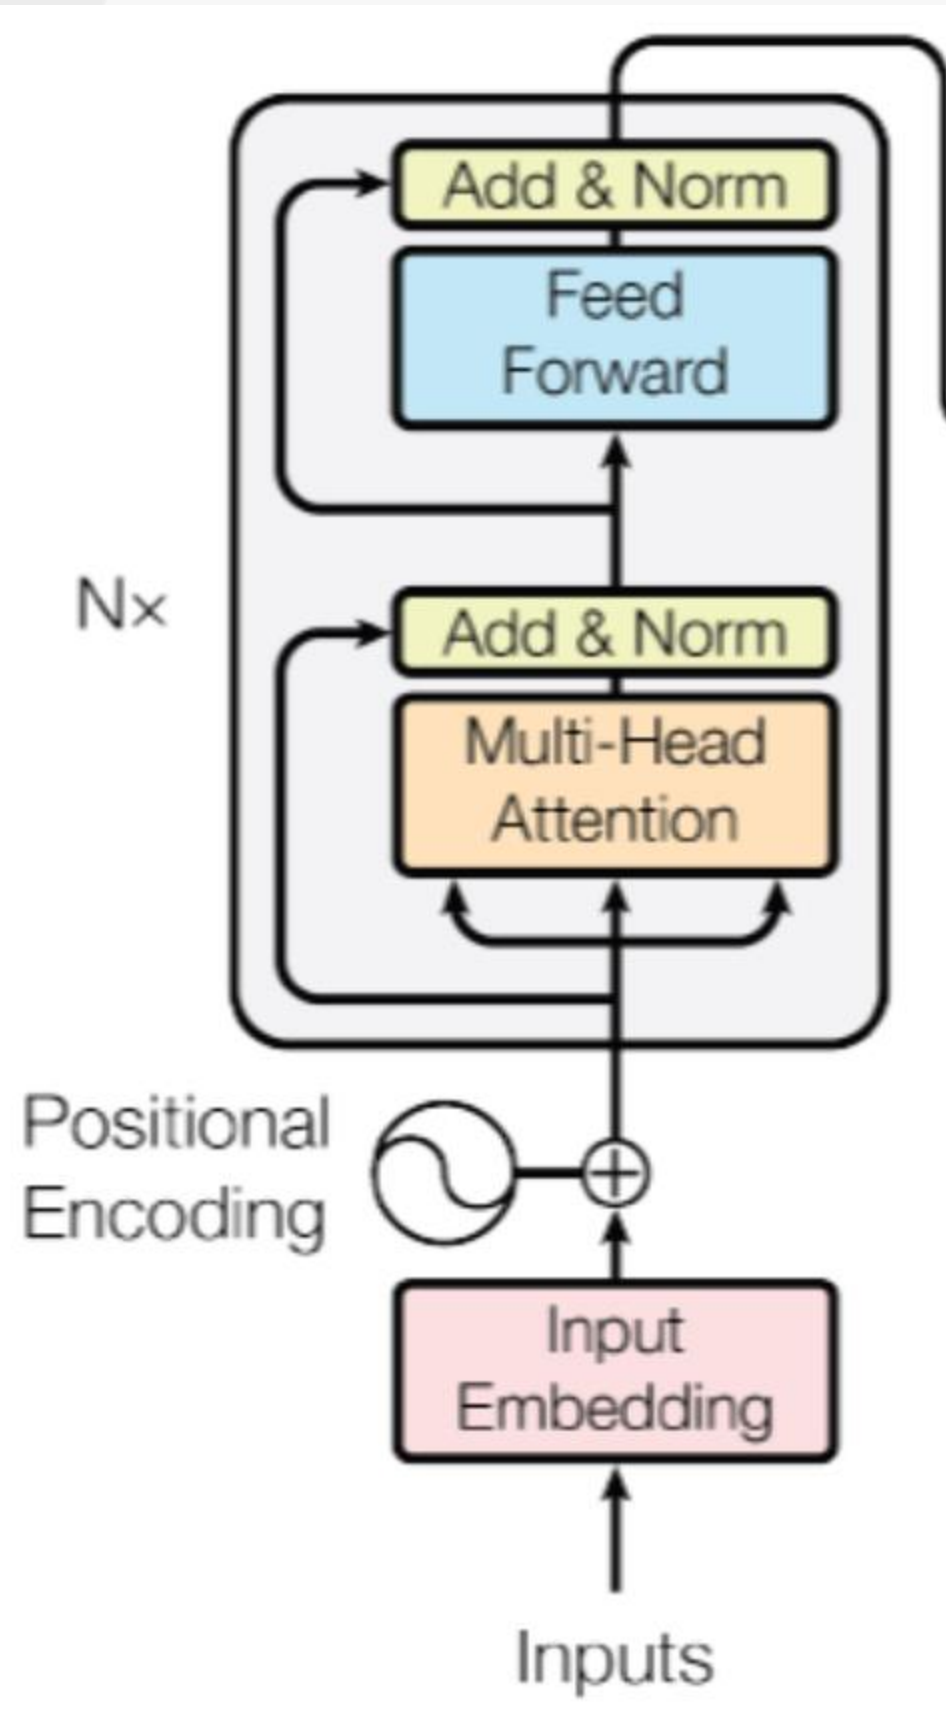 Add & Norm
Feed
Forward
Nx
Add & Norm
Multi-Head
Attention
Positional
Encoding
Input
Embedding
Inputs